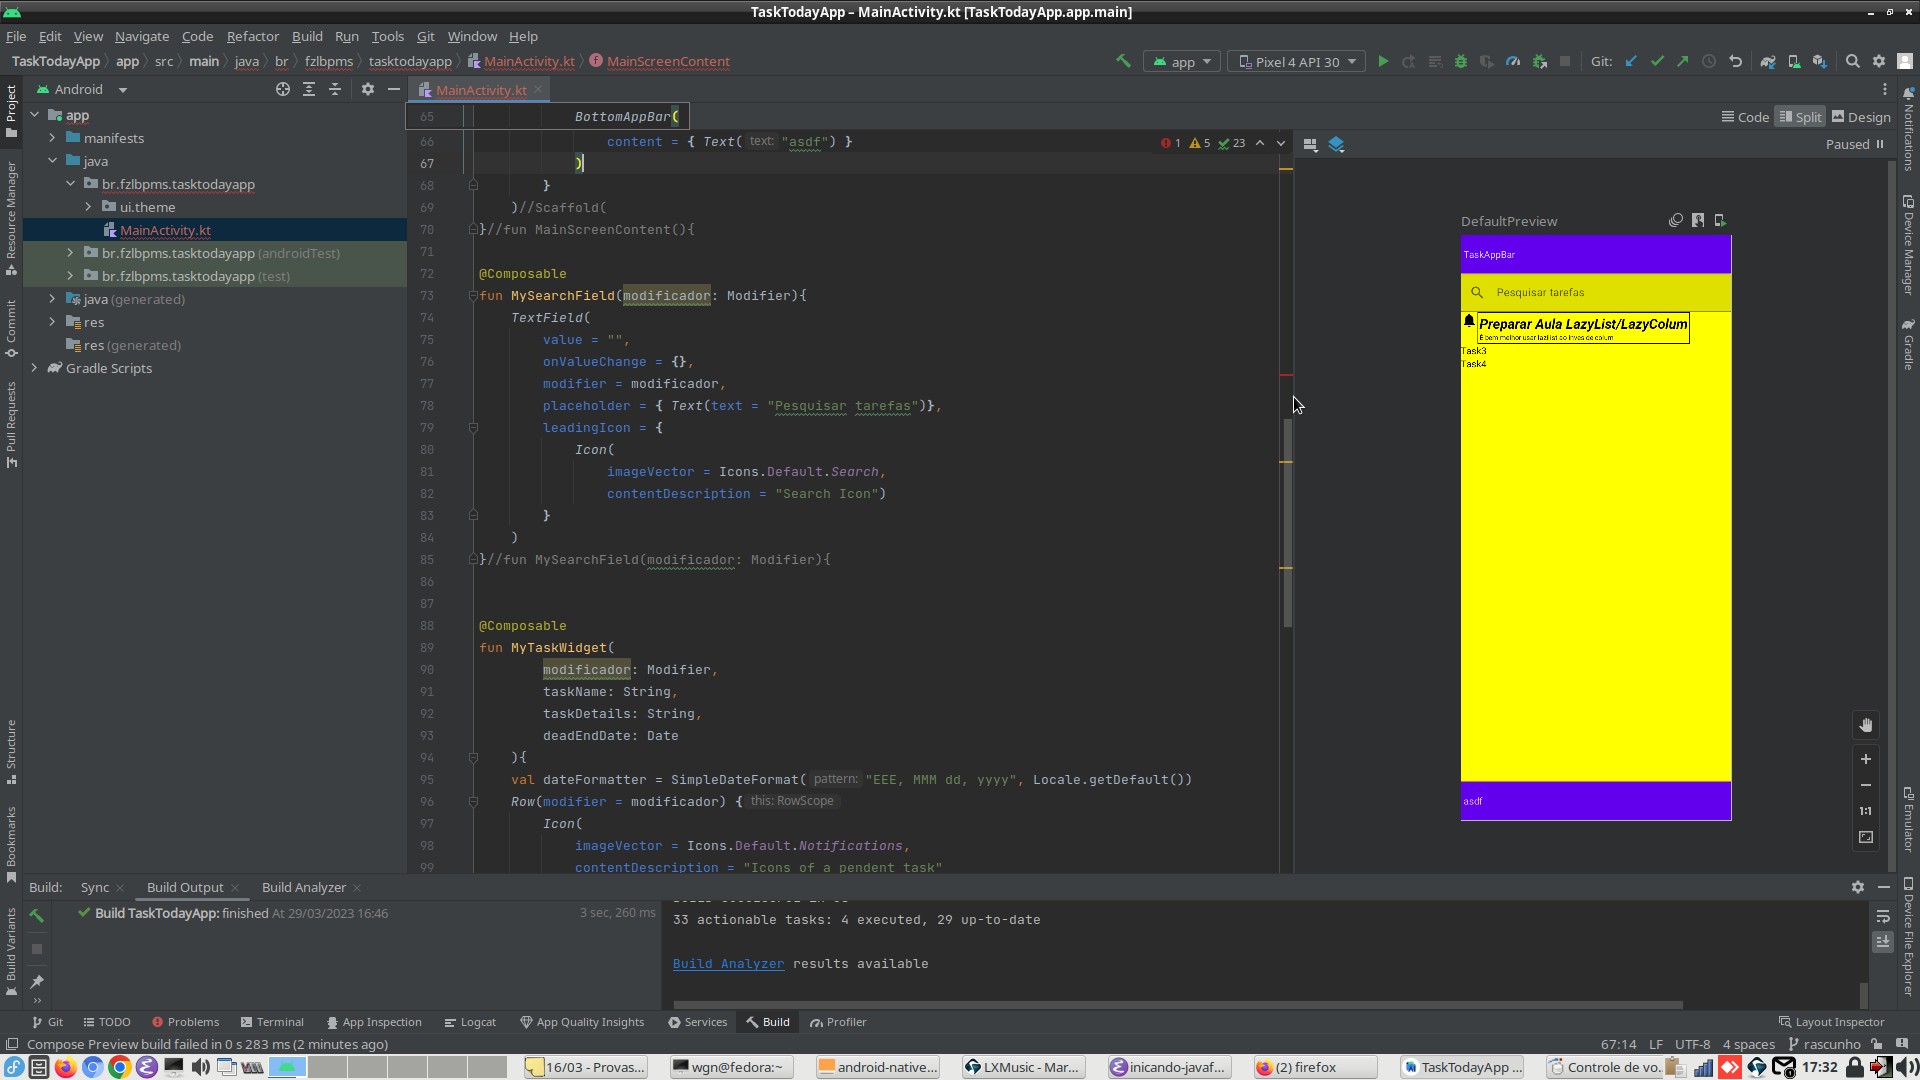 TaskTodayApp – MainActivity.kt [TaskTodayApp.app.main]
File Edit View Navigate Code Refactor Build Run Tools Git Window Help
TaskTodayApp app src main java br fzlbpms tasktodayapp MainActivity.kt MainScreenContent
app Pixel 4 API 30 Git:
Android
MainActivity.kt
Project
Resource Manager
Commit
Pull Requests
Structure
Bookmarks
Build Variants
app
manifests
java
br.fzlbpms.tasktodayapp
ui.theme
MainActivity.kt
br.fzlbpms.tasktodayapp (androidTest)
br.fzlbpms.tasktodayapp (test)
java (generated)
res
res (generated)
Gradle Scripts
65 BottomAppBar(
66 content = { Text( text: "asdf") }
67 )
68 }
69 )//Scaffold(
70 }//fun MainScreenContent(){
71
72 @Composable
73 fun MySearchField(modificador: Modifier){
74 TextField(
75 value = "",
76 onValueChange = {},
77 modifier = modificador,
78 placeholder = { Text(text = "Pesquisar tarefas")},
79 leadingIcon = {
80 Icon(
81 imageVector = Icons.Default.Search,
82 contentDescription = "Search Icon")
83 }
84 )
85 }//fun MySearchField(modificador: Modifier){
86
87
88 @Composable
89 fun MyTaskWidget(
90 modificador: Modifier,
91 taskName: String,
92 taskDetails: String,
93 deadEndDate: Date
94 ){
95 val dateFormatter = SimpleDateFormat( pattern: "EEE, MMM dd, yyyy", Locale.getDefault())
96 Row(modifier = modificador) { this: RowScope
97 Icon(
98 imageVector = Icons.Default.Notifications,
99 contentDescription = "Icons of a pendent task"
1 5 23
Code Split Design
Paused
DefaultPreview
TaskAppBar
Pesquisar tarefas
Preparar Aula LazyList/LazyColum
É bem melhor usar lazilist ao inves de colum
Task3
Task4
asdf
1:1
Notifications
Device Manager
Gradle
Emulator
Device File Explorer
Build: Sync Build Output Build Analyzer
Build TaskTodayApp: finished At 29/03/2023 16:46 3 sec, 260 ms
33 actionable tasks: 4 executed, 29 up-to-date
Build Analyzer results available
Git TODO Problems Terminal App Inspection Logcat App Quality Insights Services Build Profiler Layout Inspector
Compose Preview build failed in 0 s 283 ms (2 minutes ago)
67:14 LF UTF-8 4 spaces rascunho
16/03 - Provas... wgn@fedora:~ android-native... LXMusic - Mar... inicando-javaf... (2) firefox TaskTodayApp ... Controle de vo... 17:32